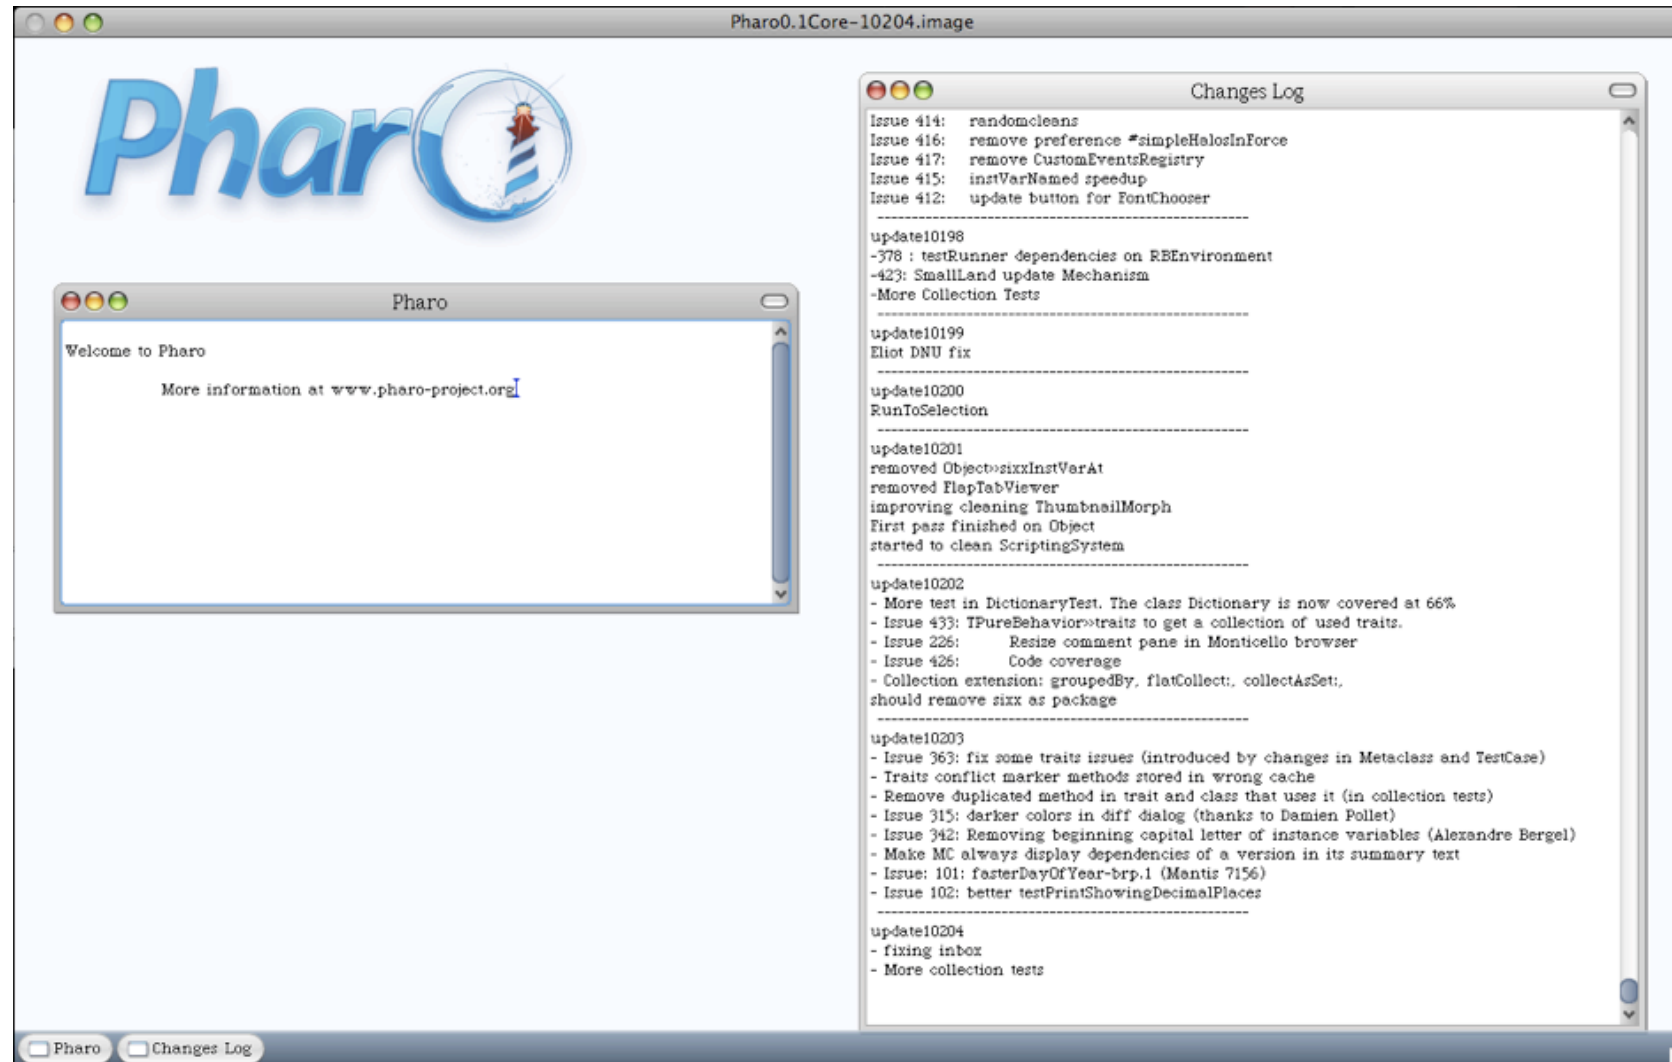 Pharo0.1Core-10204.image
Pharo
Pharo
Welcome to Pharo
More information at www.pharo-project.org
Changes Log
Issue 414: randomcleans
Issue 416: remove preference #simpleHalosInForce
Issue 417: remove CustomEventsRegistry
Issue 415: instVarNamed speedup
Issue 412: update button for FontChooser
------------------------------------------------------
update10198
-378 : testRunner dependencies on RBEnvironment
-423: SmallLand update Mechanism
-More Collection Tests
------------------------------------------------------
update10199
Eliot DNU fix
------------------------------------------------------
update10200
RunToSelection
------------------------------------------------------
update10201
removed Object>>sixxInstVarAt
removed FlapTabViewer
improving cleaning ThumbnailMorph
First pass finished on Object
started to clean ScriptingSystem
------------------------------------------------------
update10202
- More test in DictionaryTest. The class Dictionary is now covered at 66%
- Issue 433: TPureBehavior>>traits to get a collection of used traits.
- Issue 226: Resize comment pane in Monticello browser
- Issue 426: Code coverage
- Collection extension: groupedBy, flatCollect:, collectAsSet:,
should remove sixx as package
------------------------------------------------------
update10203
- Issue 363: fix some traits issues (introduced by changes in Metaclass and TestCase)
- Traits conflict marker methods stored in wrong cache
- Remove duplicated method in trait and class that uses it (in collection tests)
- Issue 315: darker colors in diff dialog (thanks to Damien Pollet)
- Issue 342: Removing beginning capital letter of instance variables (Alexandre Bergel)
- Make MC always display dependencies of a version in its summary text
- Issue: 101: fasterDayOfYear-brp.1 (Mantis 7156)
- Issue 102: better testPrintShowingDecimalPlaces
------------------------------------------------------
update10204
- fixing inbox
- More collection tests
Pharo
Changes Log